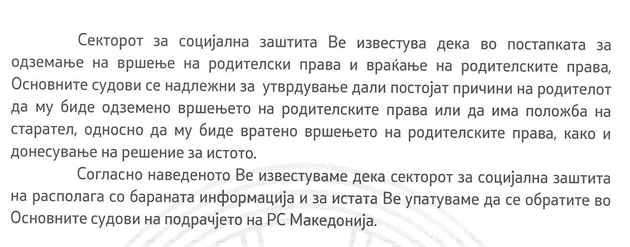 Секторот за социјална заштита Ве известува дека во постапката за
одземање на вршење на родителски права и враќање на родителските права,
Основните судови се надлежни за утврдување дали постојат причини на родителот
да му биде одземено вршењето на родителските права или да има положба на
старател, односно да му биде вратено вршењето на родителските права, како и
донесување на решение за истото.
Согласно наведеното Ве известуваме дека секторот за социјална заштита
на располага со бараната информација и за истата Ве упатуваме да се обратите во
Основните судови на подрачјето на РС Македонија.